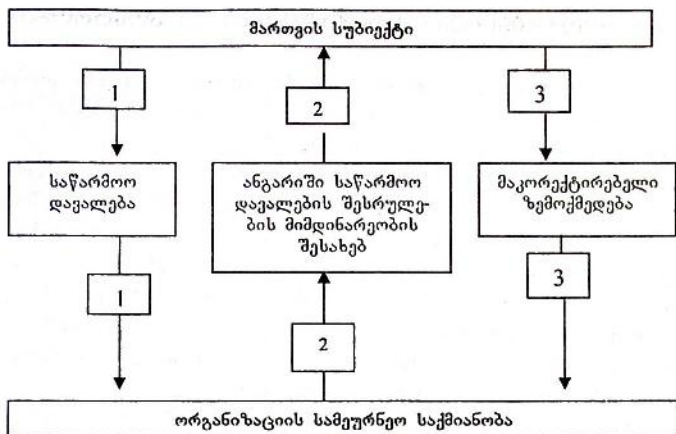 მართვის სუბიექტი
1
2
3
საწარმოო
დავალება
ანგარიში საწარმოო
დავალების შესრულე-
ბის მიმდინარეობის
შესახებ
მაკორექტირებელი
ზემოქმედება
1
2
3
ორგანიზაციის სამეურნეო საქმიანობა